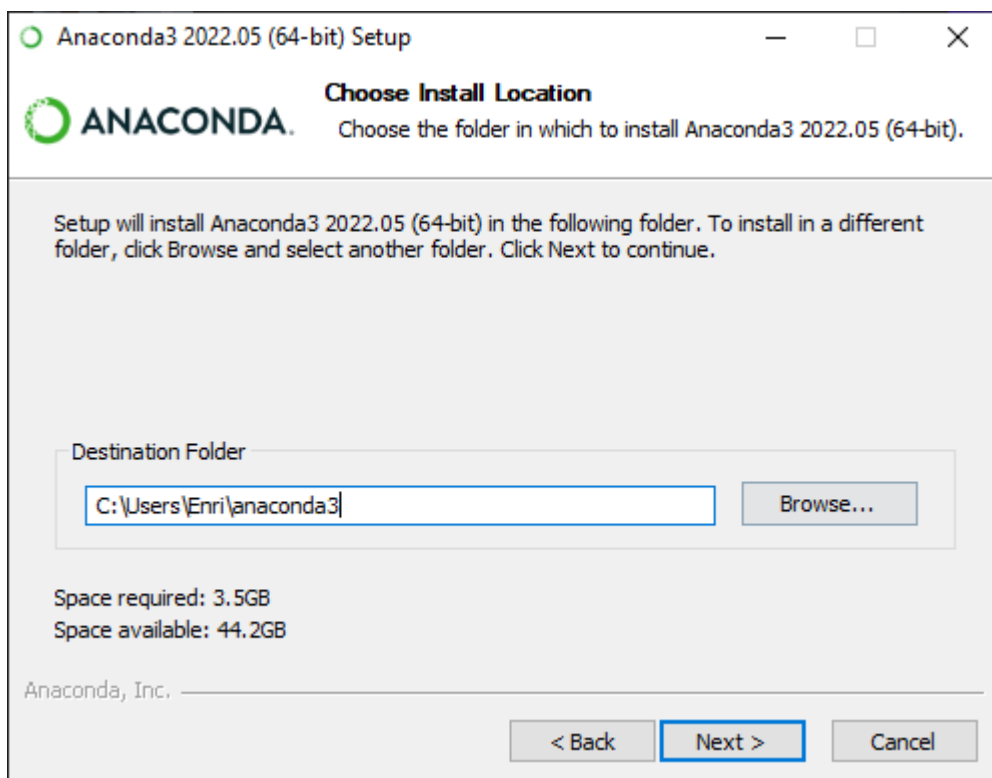 Anaconda3 2022.05 (64-bit) Setup
ANACONDA.
Choose Install Location
Choose the folder in which to install Anaconda3 2022.05 (64-bit).
Setup will install Anaconda3 2022.05 (64-bit) in the following folder. To install in a different
folder, click Browse and select another folder. Click Next to continue.
Destination Folder
C:\Users\Enri\anaconda3
Browse...
Space required: 3.5GB
Space available: 44.2GB
Anaconda, Inc.
< Back
Next >
Cancel